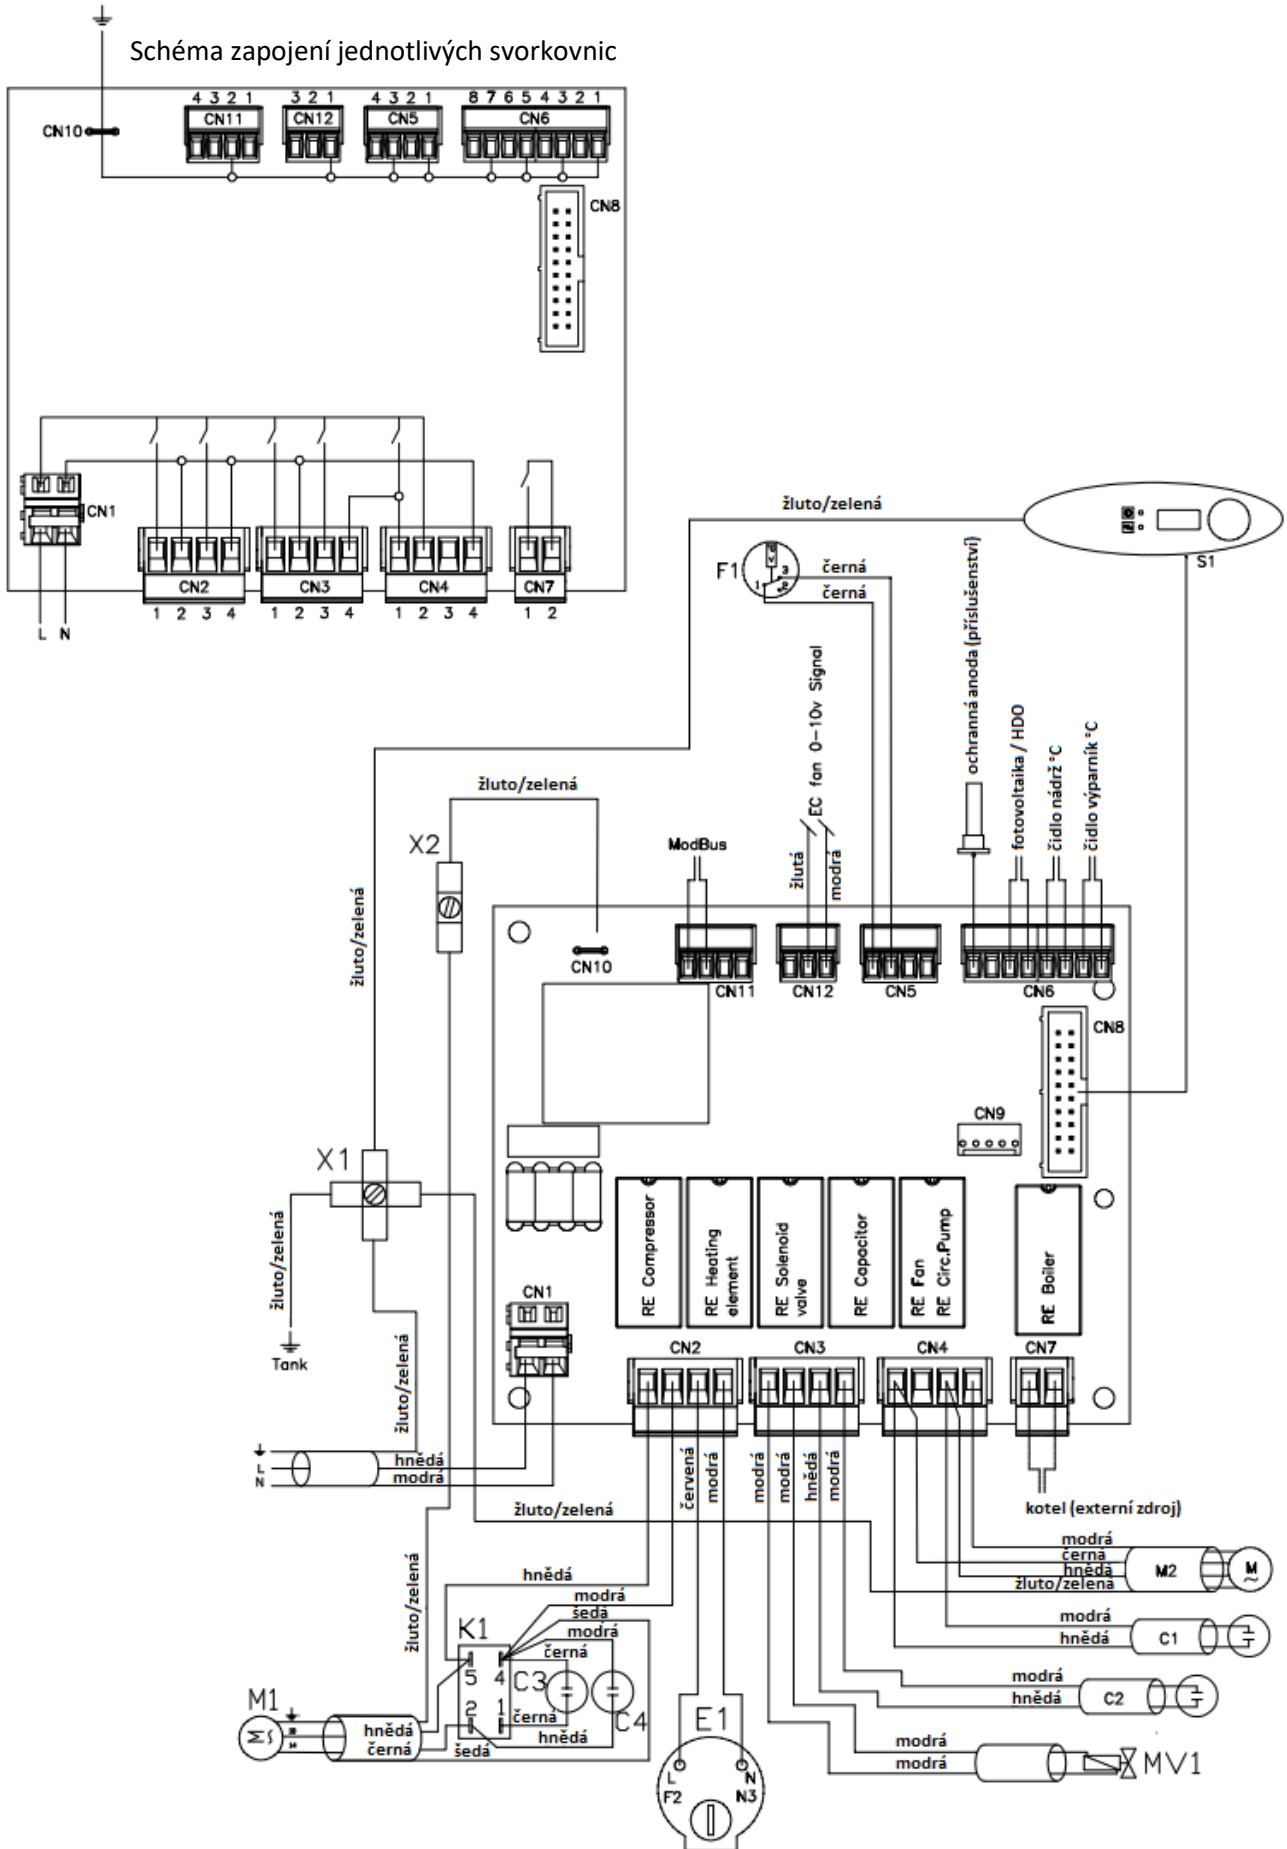 Schéma zapojení jednotlivých svorkovnic
4 3 2 1
3 2 1
4 3 2 1
8 7 6 5 4 3 2 1
CN10
CN11
CN12
CN5
CN6
CN8
CN1
CN2
CN3
CN4
CN7
1 2 3 4
1 2 3 4
1 2 3 4
1 2
L N
žluto/zelená
S1
F1
1
2
3
černá
černá
EC fan 0-10v Signal
ochranná anoda (příslušenství)
fotovoltaika / HDO
čidlo nádrž °C
čidlo výparník °C
žluto/zelená
X2
ModBus
žlutá
modrá
žluto/zelená
CN10
CN11
CN12
CN5
CN6
CN8
CN9
X1
žluto/zelená
Tank
žluto/zelená
CN1
RE Compressor
RE Heating
element
RE Solenoid
valve
RE Capacitor
RE Fan
RE Circ.Pump
RE Boiler
CN2
CN3
CN4
CN7
L
N
hnědá
modrá
červená
modrá
modrá
modrá
hnědá
modrá
kotel (externí zdroj)
žluto/zelená
modrá
černá
hnědá
žluto/zelená
M2
M
žluto/zelená
hnědá
modrá
šedá
modrá
černá
K1
5 4
2 1
C3
C4
černá
hnědá
modrá
hnědá
C1
modrá
hnědá
C2
M1
M
hnědá
černá
šedá
E1
L
F2
N
N3
modrá
modrá
MV1